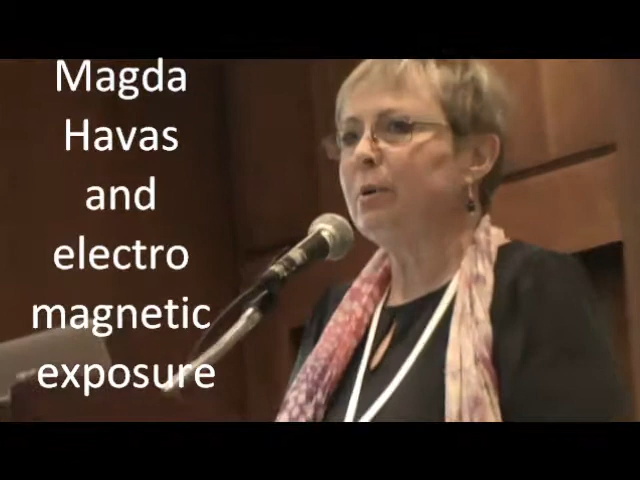 Magda
Havas
and
electro
magnetic
exposure